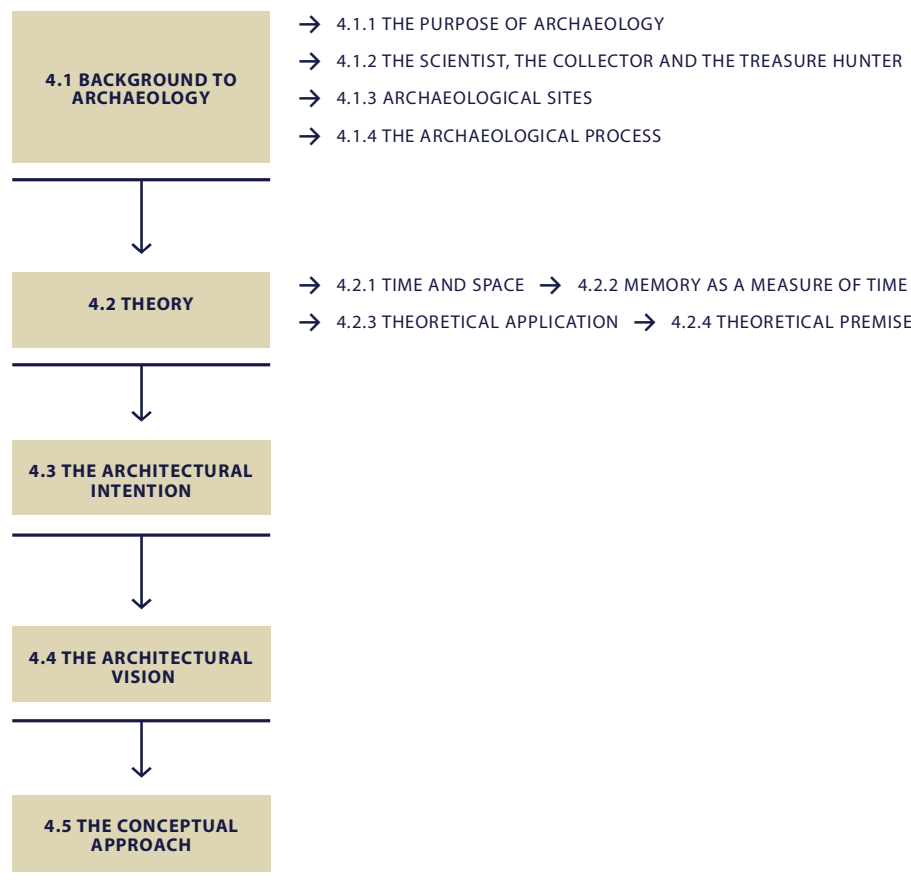 4.1 BACKGROUND TO
ARCHAEOLOGY
4.1.1 THE PURPOSE OF ARCHAEOLOGY
4.1.2 THE SCIENTIST, THE COLLECTOR AND THE TREASURE HUNTER
4.1.3 ARCHAEOLOGICAL SITES
4.1.4 THE ARCHAEOLOGICAL PROCESS
4.2 THEORY
4.2.1 TIME AND SPACE → 4.2.2 MEMORY AS A MEASURE OF TIME
4.2.3 THEORETICAL APPLICATION → 4.2.4 THEORETICAL PREMISE
4.3 THE ARCHITECTURAL
INTENTION
4.4 THE ARCHITECTURAL
VISION
4.5 THE CONCEPTUAL
APPROACH